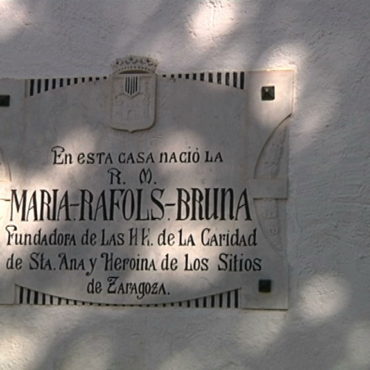 En esta casa nació la
R. M.
MARIA-RAFOLS-BRUNA
Fundadora de Las HH. de La Caridad
de Sta. Ana y Heroina de Los Sitios
de Zaragoza.